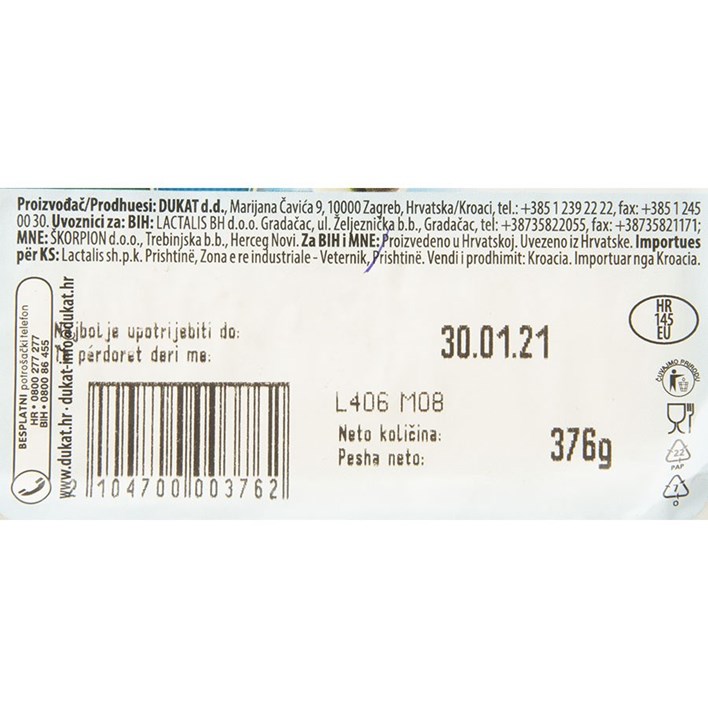 Proizvođač/Prodhuesi: DUKAT d.d., Marijana Čavića 9, 10000 Zagreb, Hrvatska/Kroaci, tel.: +385 1 239 22 22, fax: +385 1 245
00 30. Uvoznici za: BIH: LACTALIS BH d.o.o. Gradačac, ul. Željeznička b.b., Gradačac, tel: +38735822055, fax: +38735821171;
MNE: ŠKORPION d.o.o., Trebinjska b.b., Herceg Novi. Za BIH i MNE: Proizvedeno u Hrvatskoj. Uvezeno iz Hrvatske. Importues
për KS: Lactalis sh.p.k. Prishtinë, Zona e re industriale - Veternik, Prishtinë. Vendi i prodhimit: Kroacia. Importuar nga Kroacia.
BESPLATNI potrošački telefon
HR • 0800 277 277
BIH • 0800 86 455
www.dukat.hr • dukat-info@dukat.hr
Najbolje upotrijebiti do:
përdoret deri me:
30.01.21
HR
145
EU
ČUVAJMO PRIRODU
L406 M08
Neto količina:
Pesha neto:
376g
104700 003762
22
PAP
7
O